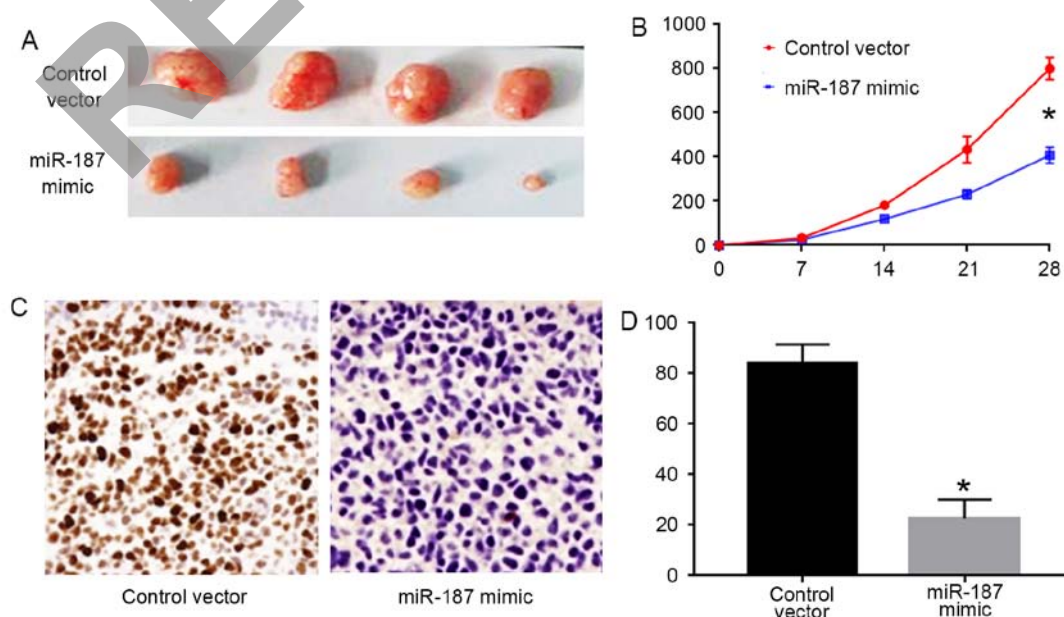 RE
A
Control
vector
miR-187
mimic
B
1000
800
600
400
200
0
0 7 14 21 28
Control vector
miR-187 mimic
*
C
Control vector
miR-187 mimic
D
100
80
60
40
20
0
*
Control
vector
miR-187
mimic